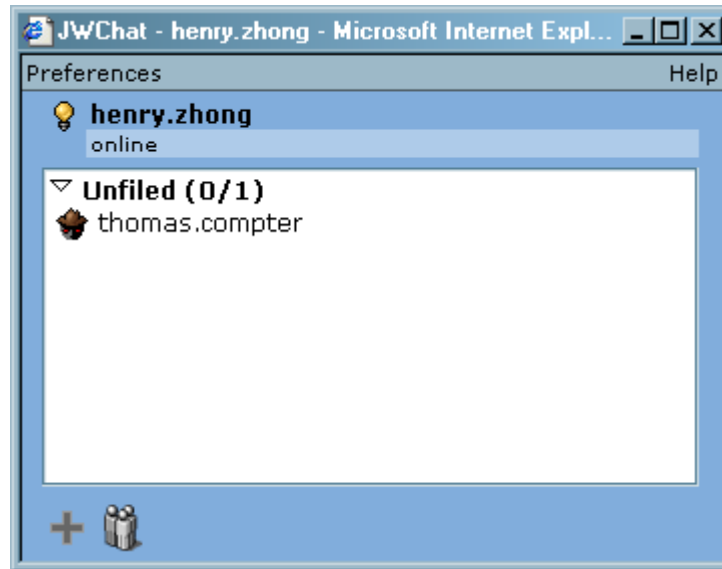 JWChat - henry.zhong - Microsoft Internet Expl...
Preferences Help
henry.zhong
online
Unfiled (0/1)
thomas.compter